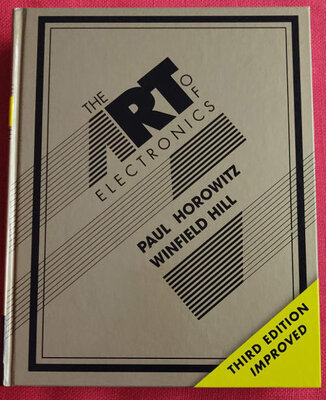 THE
ART
OF
ELECTRONICS
PAUL HOROWITZ
WINFIELD HILL
THIRD EDITION
IMPROVED